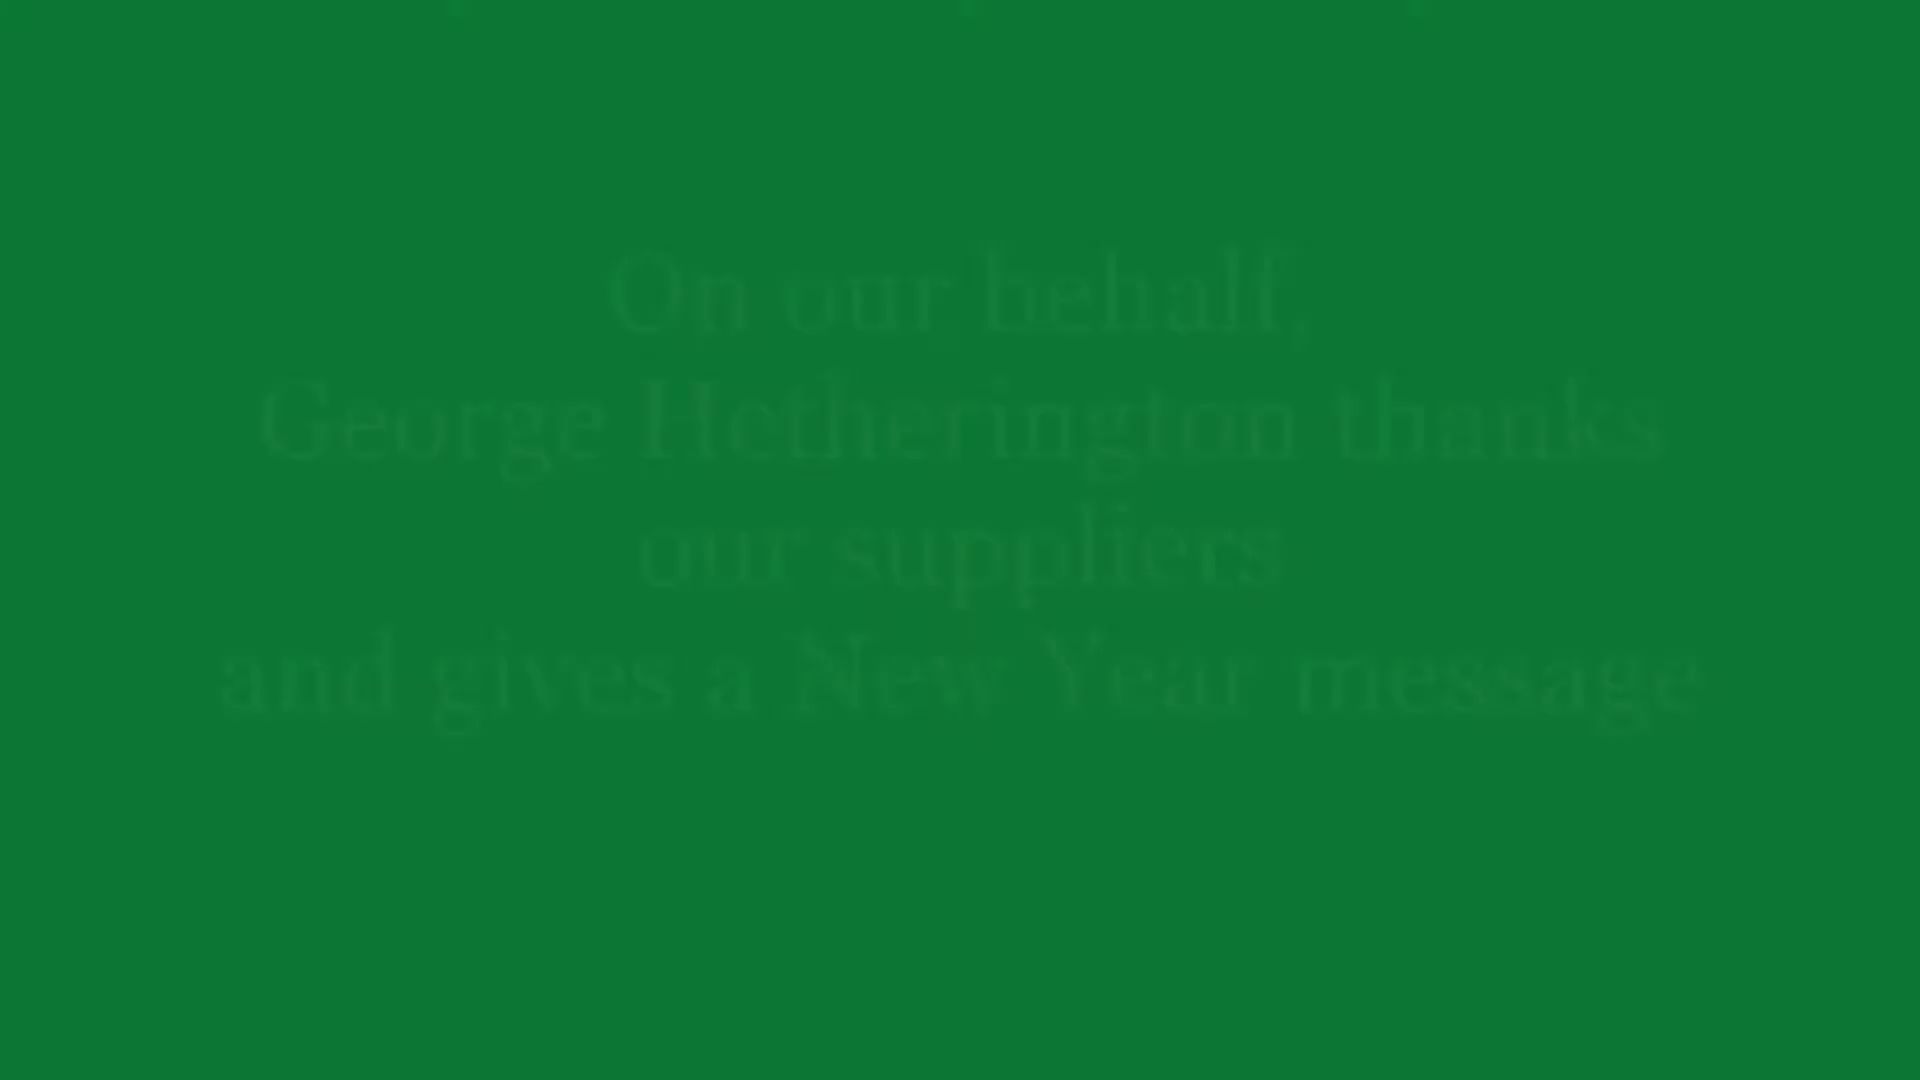 On our behalf,
George Hetherington thanks
our suppliers
and gives a New Year message